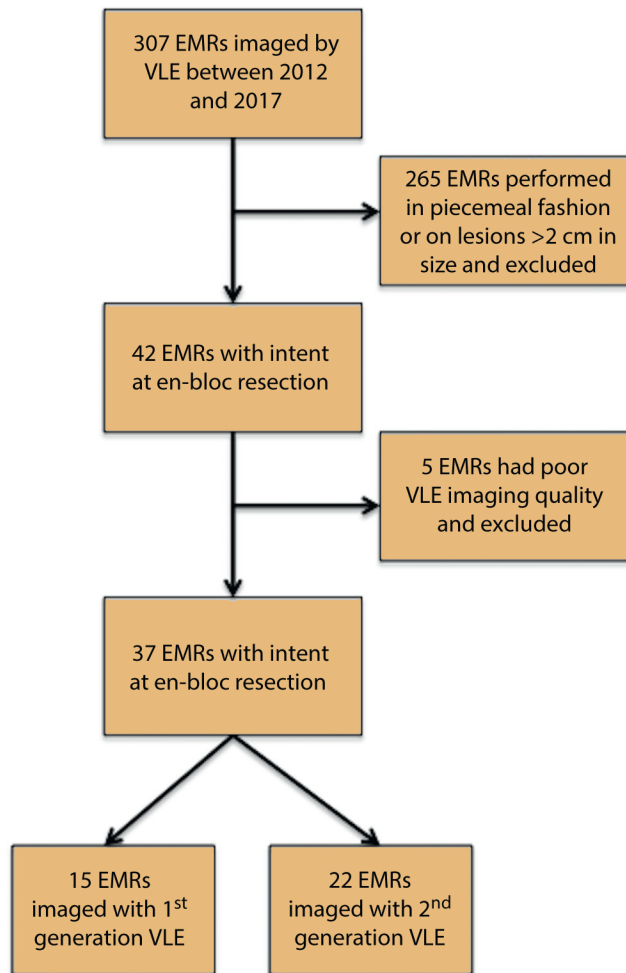 307 EMRs imaged by
VLE between 2012
and 2017
265 EMRs performed
in piecemeal fashion
or on lesions >2 cm in
size and excluded
42 EMRs with intent
at en-bloc resection
5 EMRs had poor
VLE imaging quality
and excluded
37 EMRs with intent
at en-bloc resection
15 EMRs
imaged with 1st
generation VLE
22 EMRs
imaged with 2nd
generation VLE